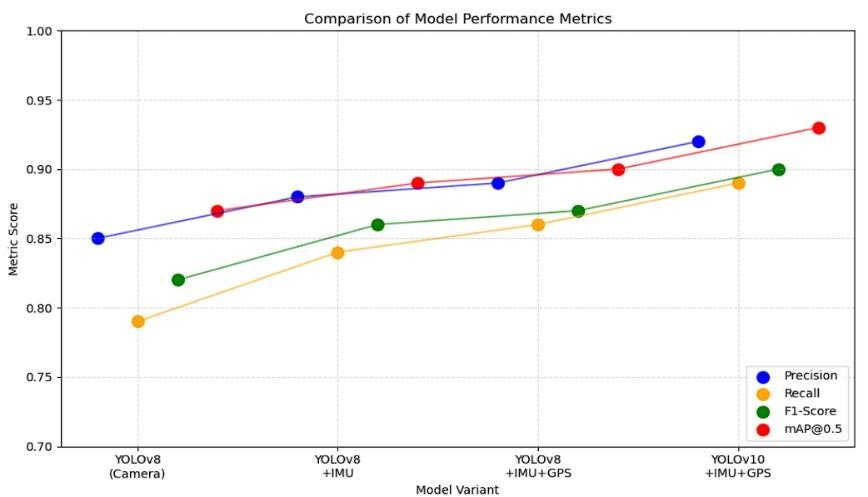 Comparison of Model Performance Metrics
1.00
0.95
0.90
0.85
0.80
0.75
0.70
Metric Score
Precision
Recall
F1-Score
mAP@0.5
YOLOv8
(Camera)
YOLOv8
+IMU
YOLOv8
+IMU+GPS
YOLOv10
+IMU+GPS
Model Variant